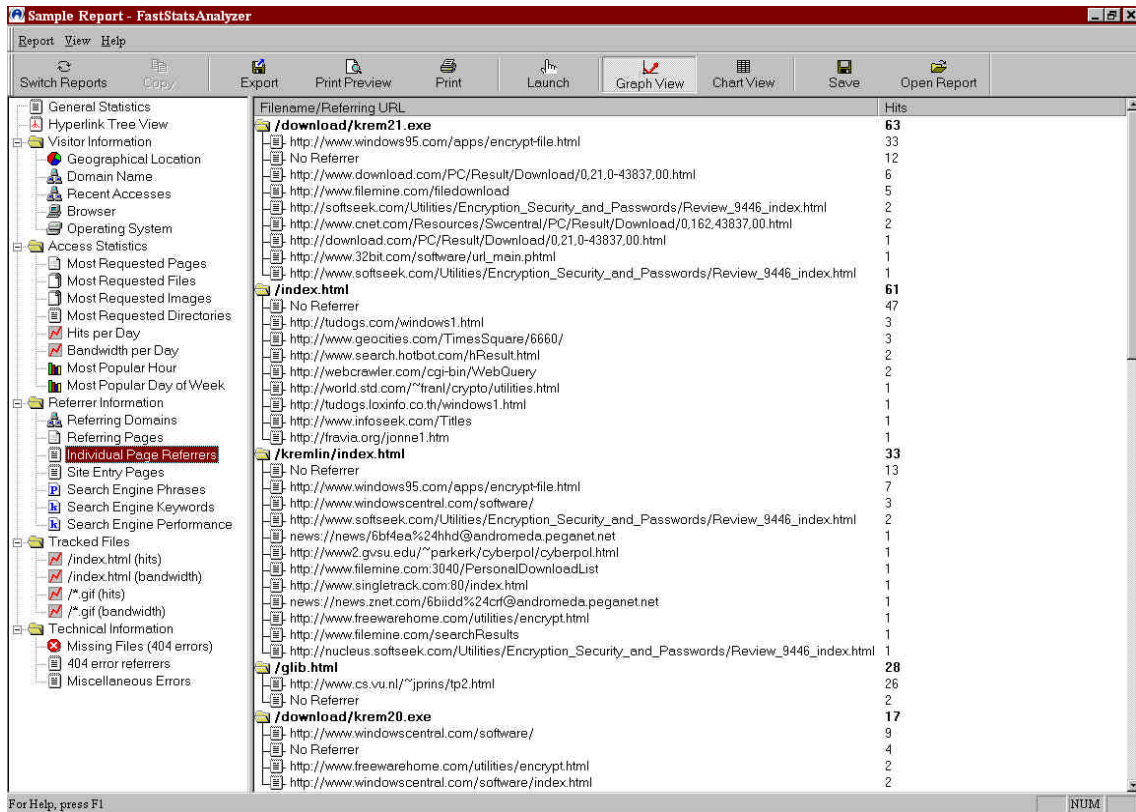 Sample Report - FastStatsAnalyzer
Report View Help
Switch Reports Copy Export Print Preview Print Launch Graph View Chart View Save Open Report
General Statistics
Hyperlink Tree View
Visitor Information
Geographical Location
Domain Name
Recent Accesses
Browser
Operating System
Access Statistics
Most Requested Pages
Most Requested Files
Most Requested Images
Most Requested Directories
Hits per Day
Bandwidth per Day
Most Popular Hour
Most Popular Day of Week
Referrer Information
Referring Domains
Referring Pages
Individual Page Referrers
Site Entry Pages
Search Engine Phrases
Search Engine Keywords
Search Engine Performance
Tracked Files
/index.html (hits)
/index.html (bandwidth)
/*.gif (hits)
/*.gif (bandwidth)
Technical Information
Missing Files (404 errors)
404 error referrers
Miscellaneous Errors
Filename/Referring URL Hits
/download/krem21.exe 63
http://www.windows95.com/apps/encrypt-file.html 33
No Referrer 12
http://www.download.com/PC/Result/Download/0,21,0-43837,00.html 6
http://www.filemine.com/filedownload 5
http://softseek.com/Utilities/Encryption_Security_and_Passwords/Review_9446_index.html 2
http://www.cnet.com/Resources/Swcentral/PC/Result/Download/0,162,43837,00.html 2
http://download.com/PC/Result/Download/0,21,0-43837,00.html 1
http://www.32bit.com/software/url_main.phtml 1
http://www.softseek.com/Utilities/Encryption_Security_and_Passwords/Review_9446_index.html 1
/index.html 61
No Referrer 47
http://tudogs.com/windows1.html 3
http://www.geocities.com/TimesSquare/6660/ 3
http://www.search.hotbot.com/hResult.html 2
http://webcrawler.com/cgi-bin/WebQuery 2
http://world.std.com/~franl/crypto/utilities.html 1
http://tudogs.loxinfo.co.th/windows1.html 1
http://www.infoseek.com/Titles 1
http://fravia.org/jonne1.htm 1
/kremlin/index.html 33
No Referrer 13
http://www.windows95.com/apps/encrypt-file.html 7
http://www.windowscentral.com/software/ 3
http://www.softseek.com/Utilities/Encryption_Security_and_Passwords/Review_9446_index.html 2
news://news/6bf4ea%24hhd@andromeda.peganet.net 1
http://www2.gvsu.edu/~parkerk/cyberpol/cyberpol.html 1
http://www.filemine.com:3040/PersonalDownloadList 1
http://www.singletrack.com:80/index.html 1
news://news.znet.com/6biidd%24crf@andromeda.peganet.net 1
http://www.freewarehome.com/utilities/encrypt.html 1
http://www.filemine.com/searchResults 1
http://nucleus.softseek.com/Utilities/Encryption_Security_and_Passwords/Review_9446_index.html 1
/glib.html 28
http://www.cs.vu.nl/~jprins/tp2.html 26
No Referrer 2
/download/krem20.exe 17
http://www.windowscentral.com/software/ 9
No Referrer 4
http://www.freewarehome.com/utilities/encrypt.html 2
http://www.windowscentral.com/software/index.html 2
For Help, press F1 NUM